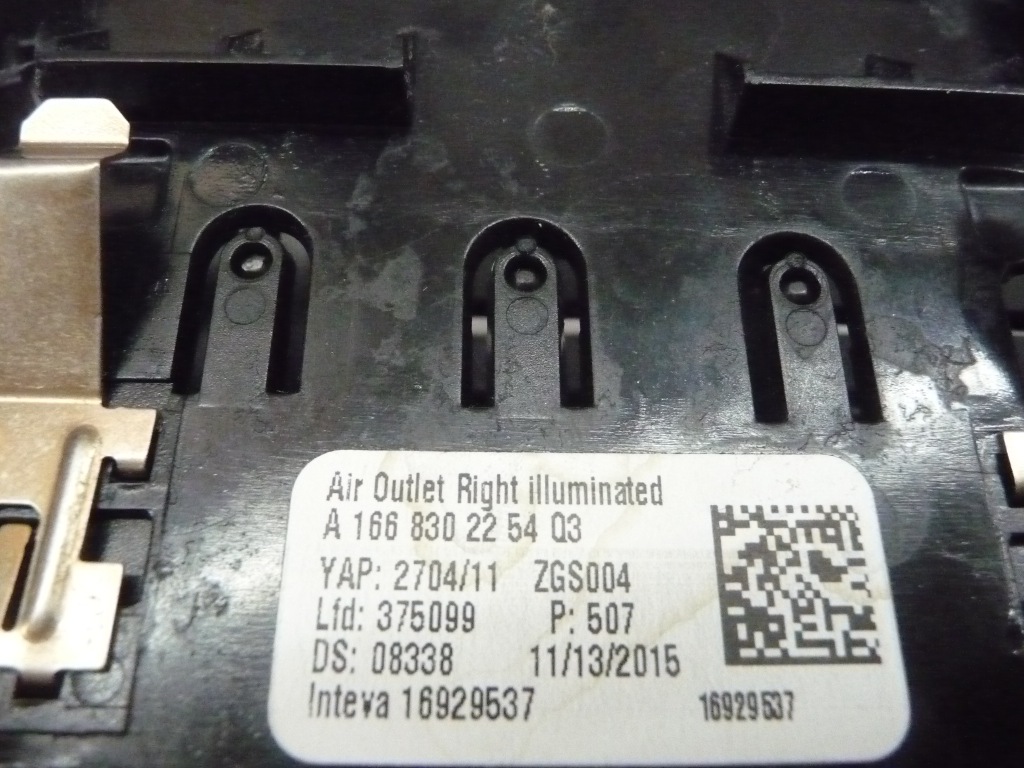 Air Outlet Right illuminated
A 166 830 22 54 Q3
YAP: 2704/11 ZGS004
Lfd: 375099 P: 507
DS: 08338 11/13/2015
Inteva 16929537 16929537